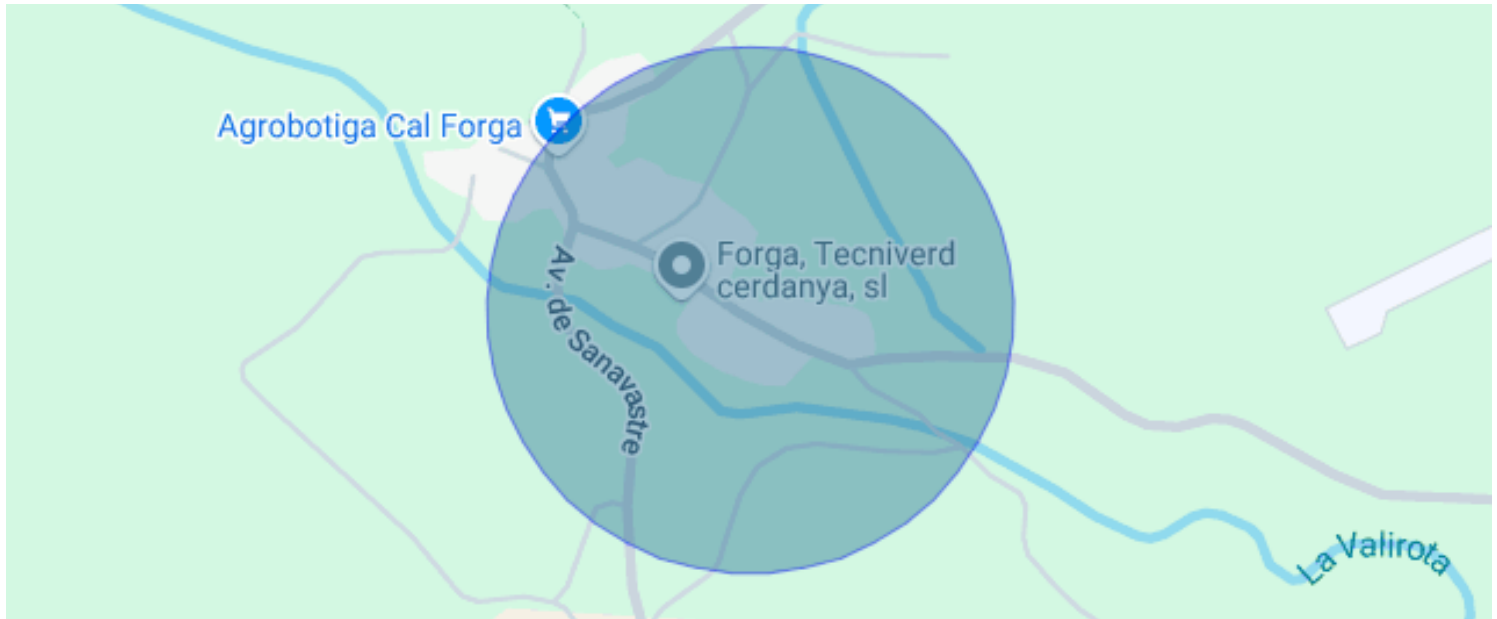 Agrobotiga Cal Forga
Forga, Tecniverd
cerdanya, sl
Av. de Sanavastre
La Valirota